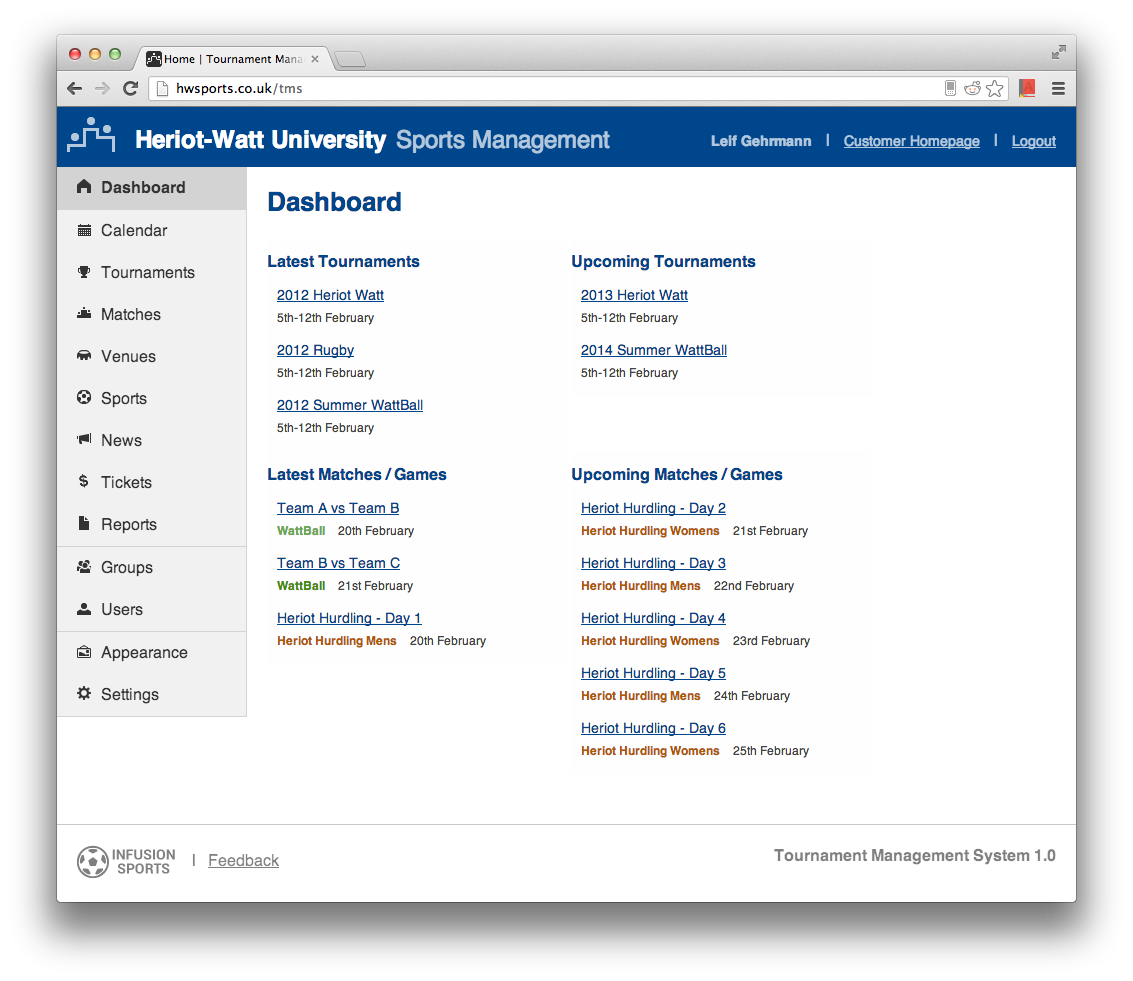 Home | Tournament Mana
hwsports.co.uk/tms
Heriot-Watt University Sports Management
Leif Gehrmann | Customer Homepage | Logout
Dashboard
Calendar
Tournaments
Matches
Venues
Sports
News
Tickets
Reports
Groups
Users
Appearance
Settings
Dashboard
Latest Tournaments
2012 Heriot Watt
5th-12th February
2012 Rugby
5th-12th February
2012 Summer WattBall
5th-12th February
Upcoming Tournaments
2013 Heriot Watt
5th-12th February
2014 Summer WattBall
5th-12th February
Latest Matches / Games
Team A vs Team B
WattBall 20th February
Team B vs Team C
WattBall 21st February
Heriot Hurdling - Day 1
Heriot Hurdling Mens 20th February
Upcoming Matches / Games
Heriot Hurdling - Day 2
Heriot Hurdling Womens 21st February
Heriot Hurdling - Day 3
Heriot Hurdling Mens 22nd February
Heriot Hurdling - Day 4
Heriot Hurdling Womens 23rd February
Heriot Hurdling - Day 5
Heriot Hurdling Mens 24th February
Heriot Hurdling - Day 6
Heriot Hurdling Womens 25th February
INFUSION
SPORTS
| Feedback
Tournament Management System 1.0